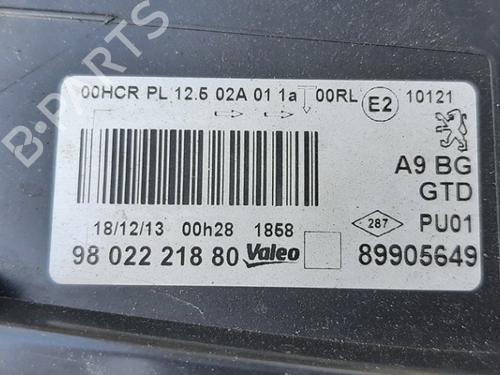 B-PARTS
00HCR PL 12.5 02A 01 1a 00RL E2 10121
A9 BG
GTD
18/12/13 00h28 1858 287 PU01
98 022 218 80 Valeo 89905649